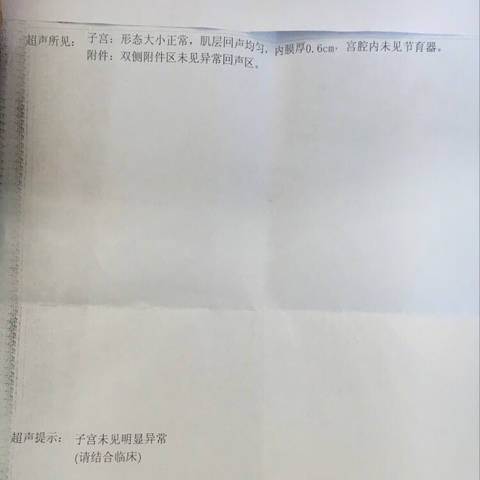 超声所见： 子宫：形态大小正常，肌层回声均匀，内膜厚0.6cm，宫腔内未见节育器。
附件：双侧附件区未见异常回声区。
超声提示： 子宫未见明显异常
(请结合临床)